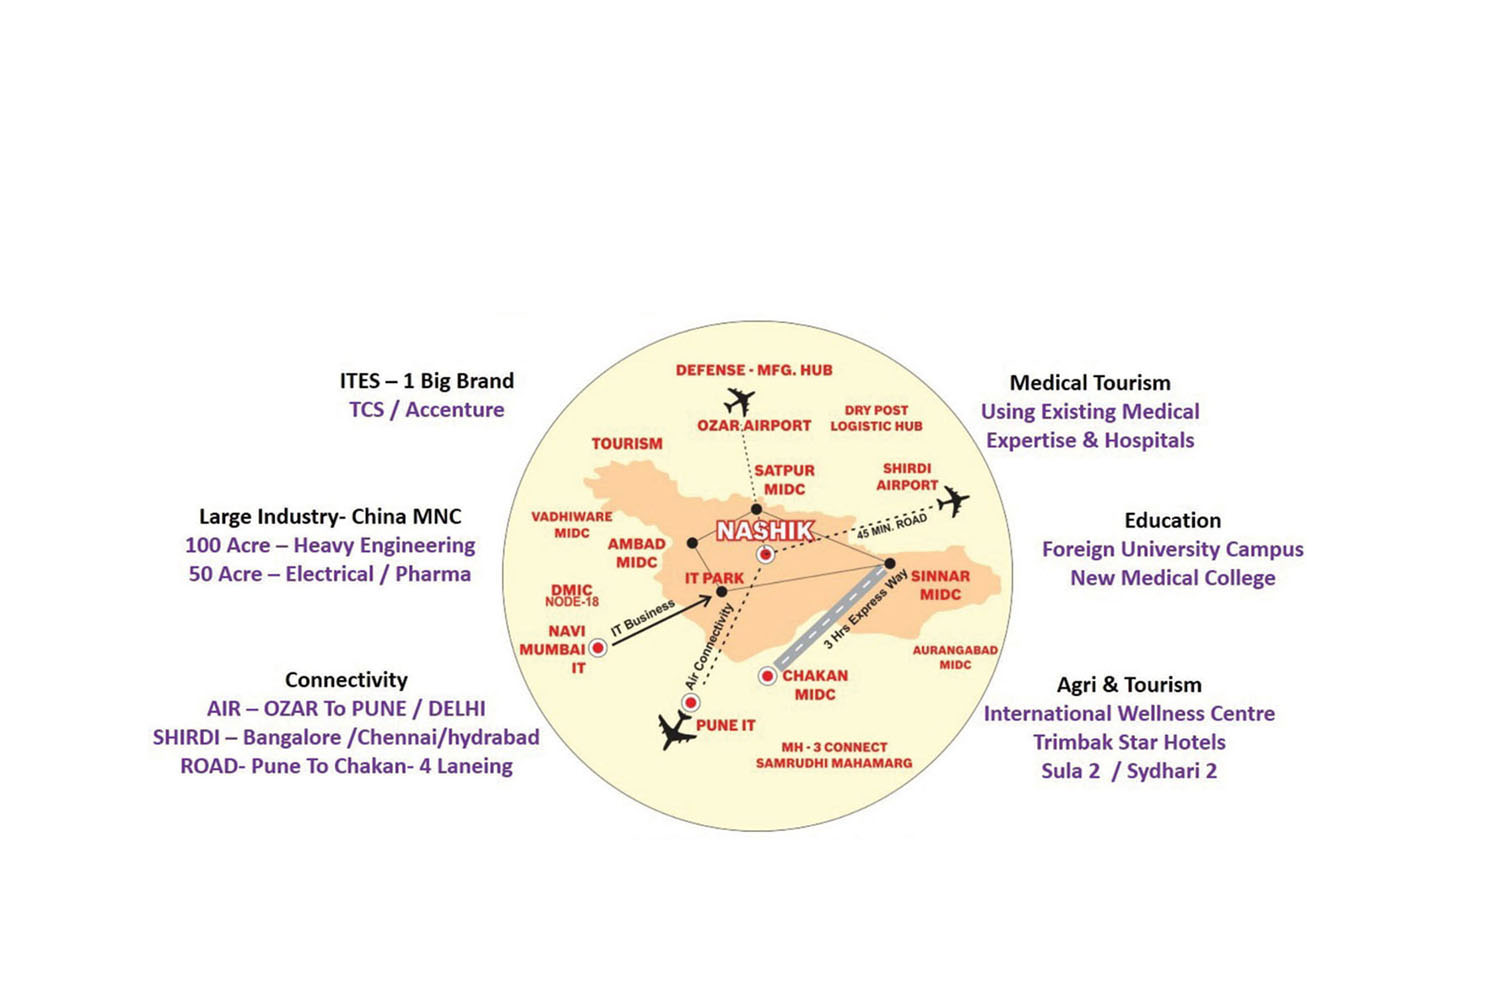 ITES – 1 Big Brand
TCS / Accenture
Large Industry- China MNC
100 Acre – Heavy Engineering
50 Acre – Electrical / Pharma
Connectivity
AIR – OZAR To PUNE / DELHI
SHIRDI – Bangalore /Chennai/hydrabad
ROAD- Pune To Chakan- 4 Laneing
DEFENSE - MFG. HUB
OZAR AIRPORT
DRY POST
LOGISTIC HUB
TOURISM
SATPUR
MIDC
SHIRDI
AIRPORT
VADHIWARE
MIDC
NASHIK
45 MIN. ROAD
AMBAD
MIDC
IT PARK
SINNAR
MIDC
DMIC
NODE-18
IT Business
Air Connectivity
3 Hrs Express Way
NAVI
MUMBAI
IT
AURANGABAD
MIDC
CHAKAN
MIDC
PUNE IT
MH - 3 CONNECT
SAMRUDHI MAHAMARG
Medical Tourism
Using Existing Medical
Expertise & Hospitals
Education
Foreign University Campus
New Medical College
Agri & Tourism
International Wellness Centre
Trimbak Star Hotels
Sula 2 / Sydhari 2